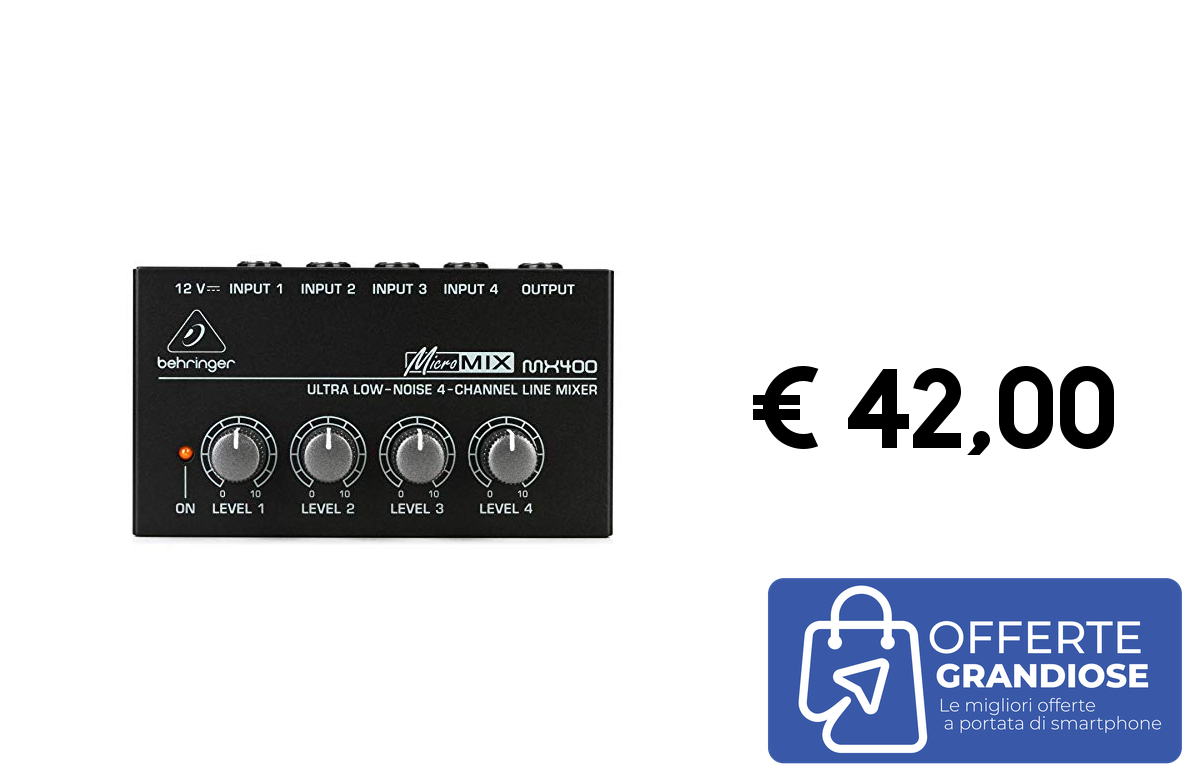 12 V INPUT 1 INPUT 2 INPUT 3 INPUT 4 OUTPUT
behringer
Micro MIX MX400
ULTRA LOW-NOISE 4-CHANNEL LINE MIXER
0 10 0 10 0 10 0 10
ON LEVEL 1 LEVEL 2 LEVEL 3 LEVEL 4
€ 42,00
OFFERTE
GRANDIOSE
Le migliori offerte
a portata di smartphone